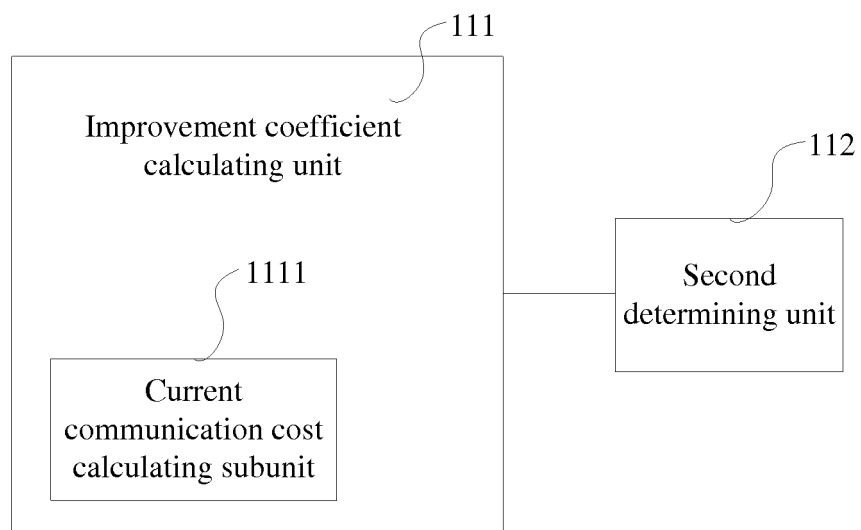 111
Improvement coefficient
calculating unit
112
Second
determining unit
1111
Current
communication cost
calculating subunit